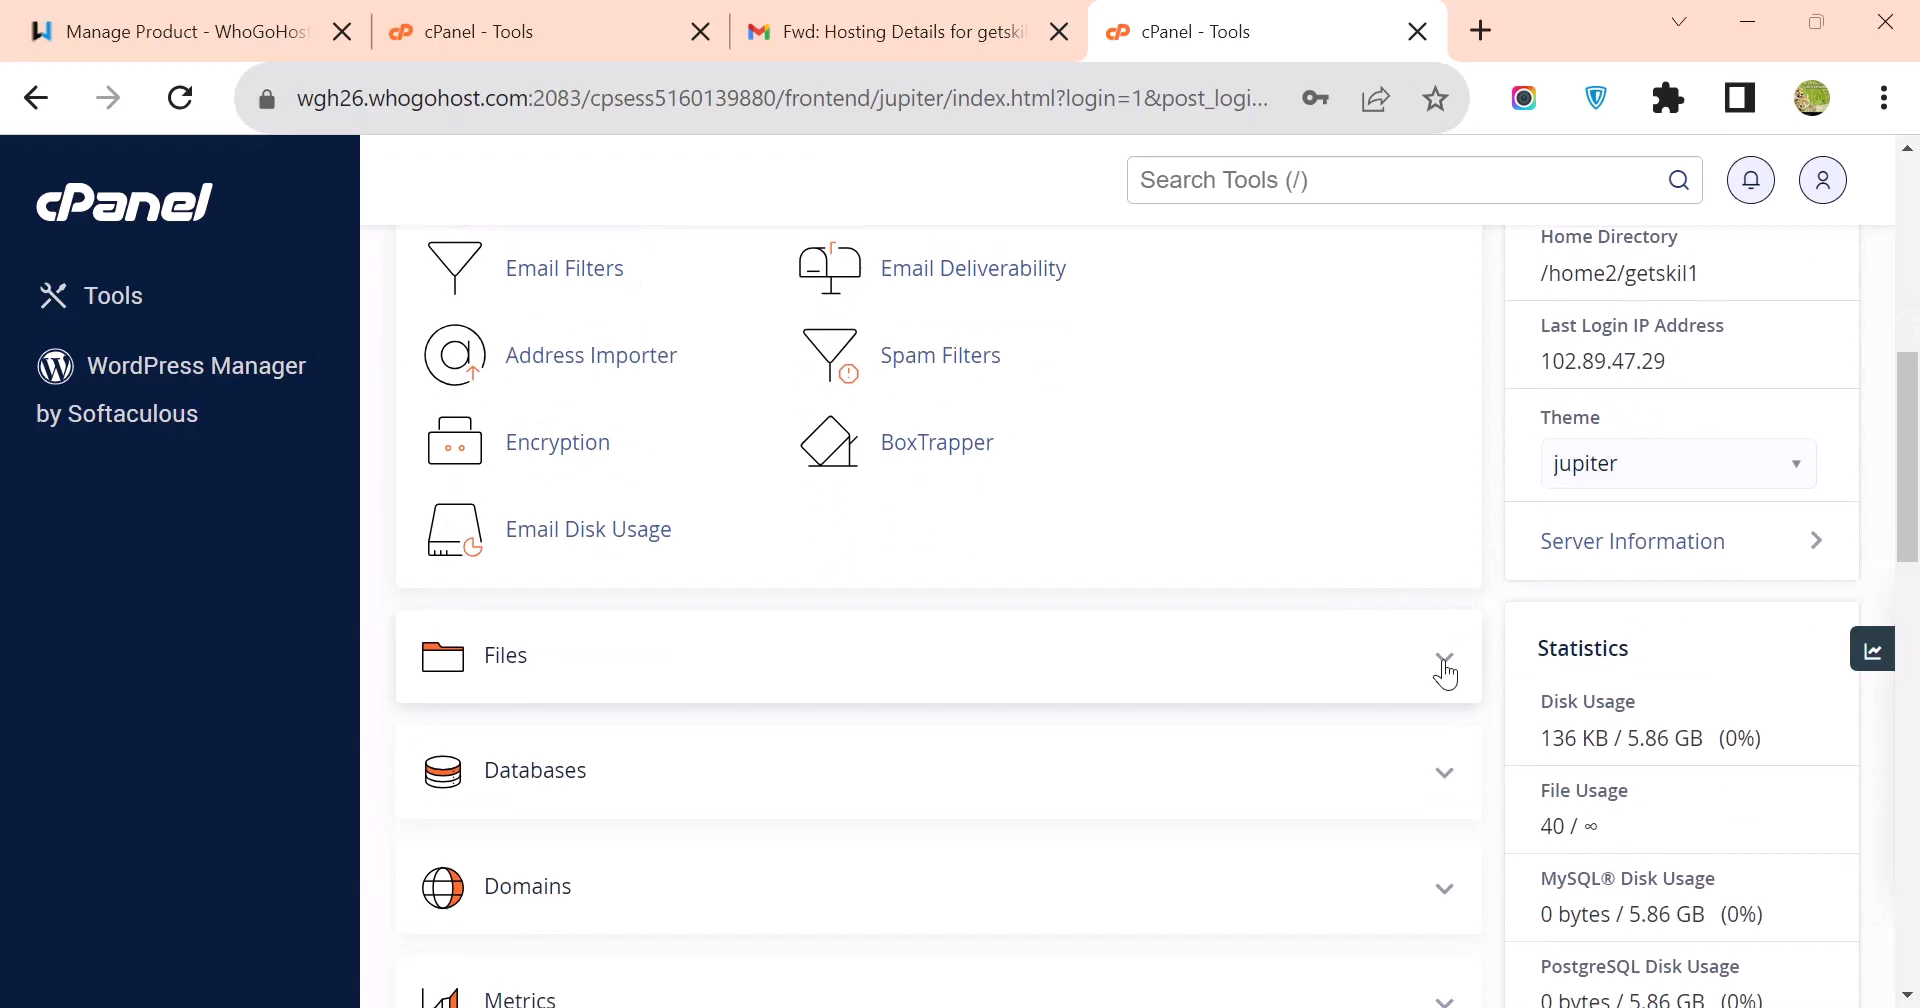 Manage Product - WhoGoHost
cPanel - Tools
Fwd: Hosting Details for getskil
cPanel - Tools
wgh26.whogohost.com:2083/cpsess5160139880/frontend/jupiter/index.html?login=1&post_logi...
cPanel
Search Tools (/)
Tools
WordPress Manager
by Softaculous
Email Filters
Email Deliverability
Address Importer
Spam Filters
Encryption
BoxTrapper
Email Disk Usage
Files
Databases
Domains
Metrics
Home Directory
/home2/getskil1
Last Login IP Address
102.89.47.29
Theme
jupiter
Server Information
Statistics
Disk Usage
136 KB / 5.86 GB (0%)
File Usage
40 / ∞
MySQL® Disk Usage
0 bytes / 5.86 GB (0%)
PostgreSQL Disk Usage
0 bytes / 5.86 GB (0%)